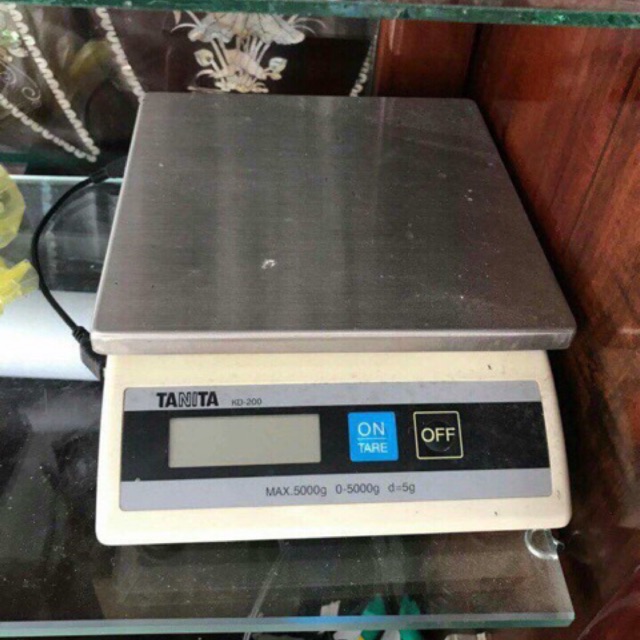 TANITA KD-200
ON
TARE
OFF
MAX.5000g 0-5000g d=5g